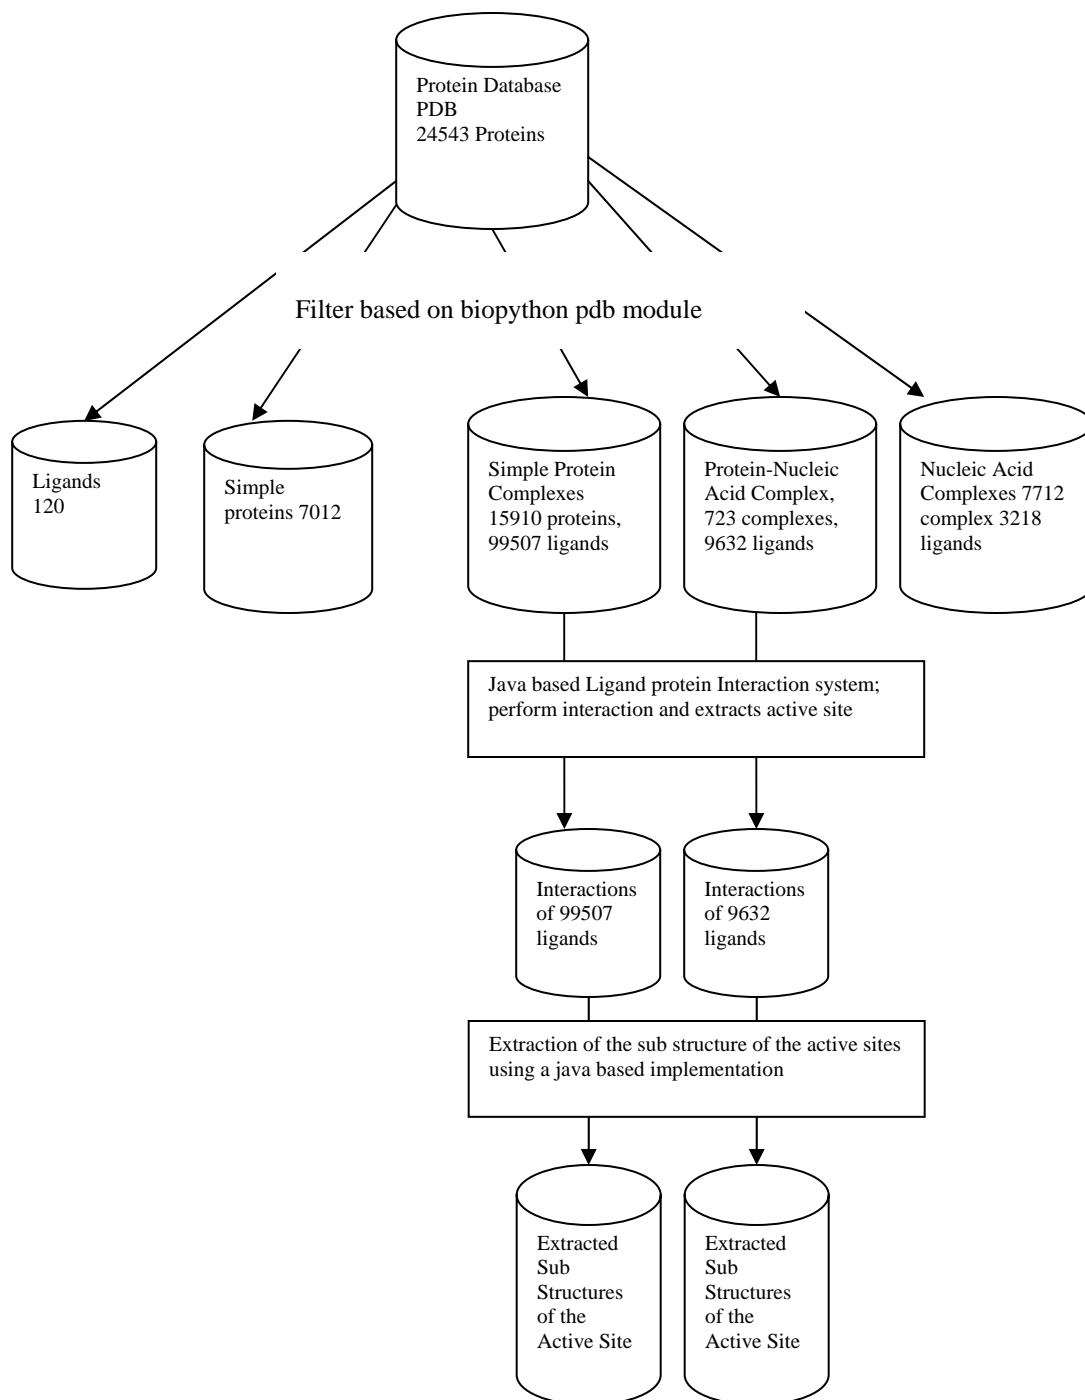 Protein Database
PDB
24543 Proteins
Filter based on biopython pdb module
Ligands
120
Simple
proteins 7012
Simple Protein
Complexes
15910 proteins,
99507 ligands
Protein-Nucleic
Acid Complex,
723 complexes,
9632 ligands
Nucleic Acid
Complexes 7712
complex 3218
ligands
Java based Ligand protein Interaction system;
perform interaction and extracts active site
Interactions
of 99507
ligands
Interactions
of 9632
ligands
Extraction of the sub structure of the active sites
using a java based implementation
Extracted
Sub
Structures
of the
Active Site
Extracted
Sub
Structures
of the
Active Site